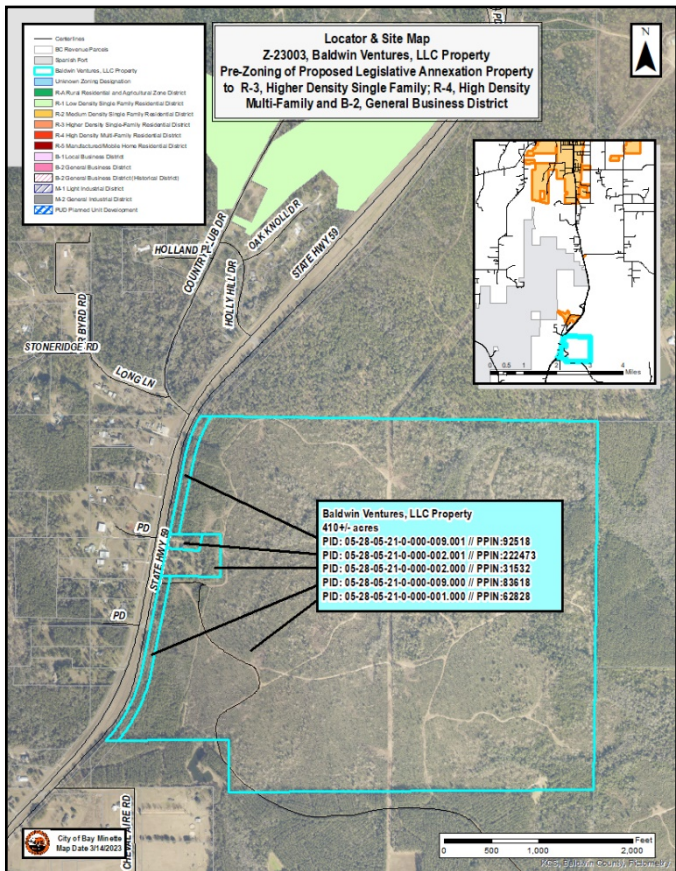 Locator & Site Map
Z-23003, Baldwin Ventures, LLC Property
Pre-Zoning of Proposed Legislative Annexation Property
to R-3, Higher Density Single Family; R-4, High Density
Multi-Family and B-2, General Business District
N
Centerlines
BC Revenue Parcels
Spanish Fort
Baldwin Ventures, LLC Property
Unknown Zoning Designation
R-A Rural Residential and Agricultural Zone District
R-1 Low Density Single Family Residential District
R-2 Medium Density Single Family Residential District
R-3 Higher Density Single-Family Residential District
R-4 High Density Multi-Family Residential District
R-5 Manufactured/Mobile Home Residential District
B-1 Local Business District
B-2 General Business District
B-2 General Business District (Historical District)
M-1 Light Industrial District
M-2 General Industrial District
PUD Planned Unit Development
PD
HOLLAND PL
COUNTRY CLUB DR
OAK KNOLL DR
HOLLY HILL DR
STATE HWY 59
BYRD RD
STONERIDGE RD
LONG LN
0 0.5 1 2 3 4
Miles
PD
STATE HWY 59
PD
Baldwin Ventures, LLC Property
410+/- acres
PID: 05-28-05-21-0-000-009.001 // PPIN:92518
PID: 05-28-05-21-0-000-002.001 // PPIN:222473
PID: 05-28-05-21-0-000-002.000 // PPIN:31532
PID: 05-28-05-21-0-000-009.000 // PPIN:83618
PID: 05-28-05-21-0-000-001.000 // PPIN:62828
CHEVAL AIRE RD
City of Bay Minette
Map Date 3/14/2023
Feet
0 500 1,000 2,000
KCS, Baldwin County, Pictometry